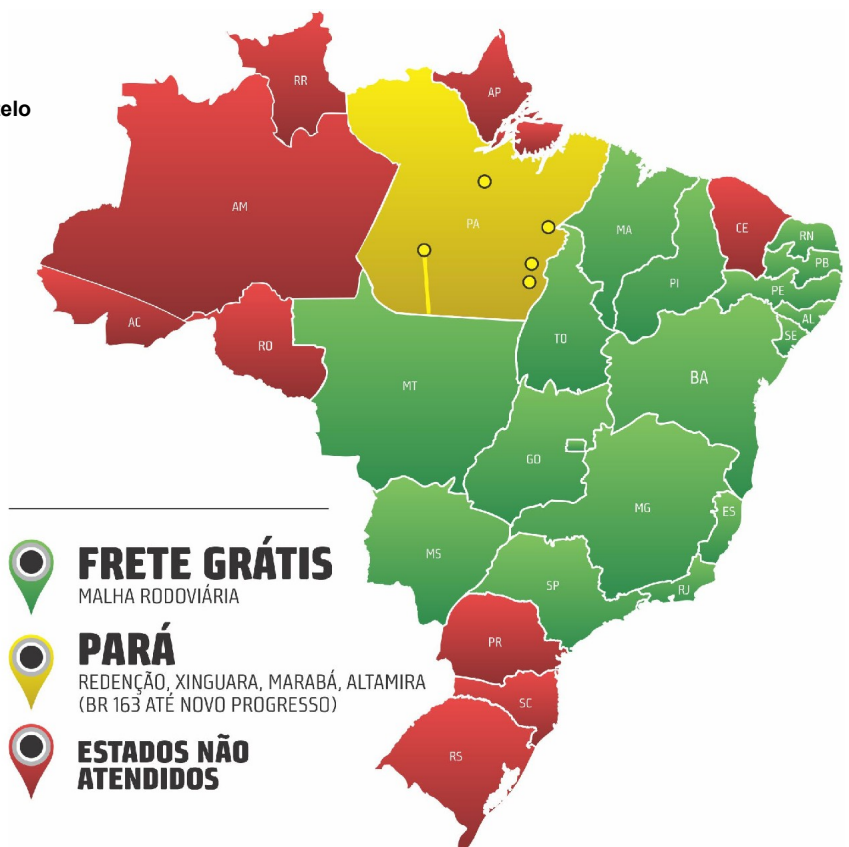 RR
AP
elo
AM
PA
MA
CE
RN
PB
PI
PE
AL
SE
AC
RO
TO
MT
BA
GO
MG
ES
MS
SP
RJ
PR
SC
RS
FRETE GRÁTIS
MALHA RODOVIÁRIA
PARÁ
REDENÇÃO, XINGUARA, MARABÁ, ALTAMIRA
(BR 163 ATÉ NOVO PROGRESSO)
ESTADOS NÃO
ATENDIDOS